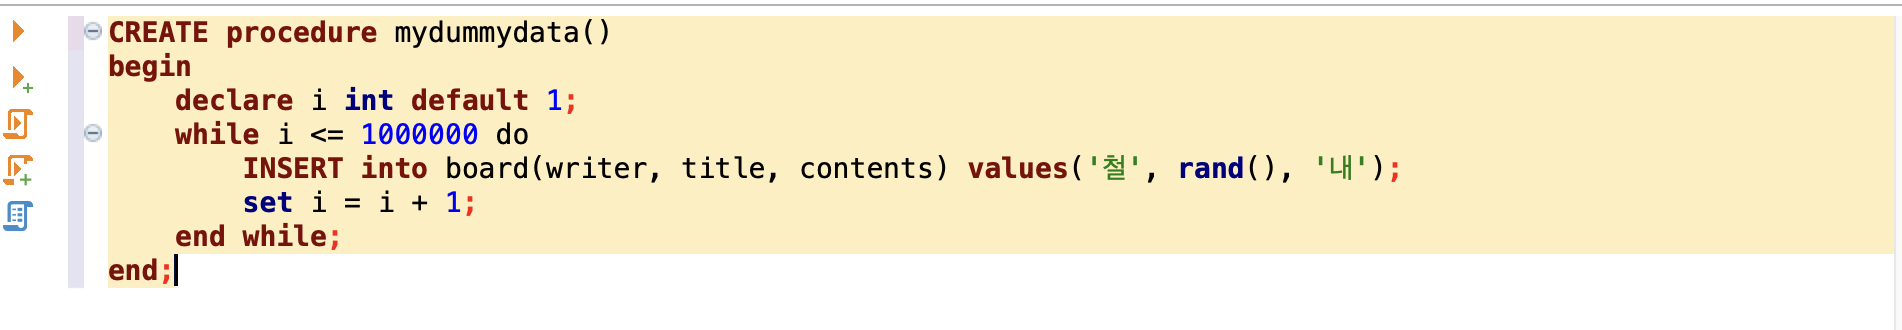 CREATE procedure mydummydata()
begin
    declare i int default 1;
    while i <= 1000000 do
        INSERT into board(writer, title, contents) values('철', rand(), '내');
        set i = i + 1;
    end while;
end;